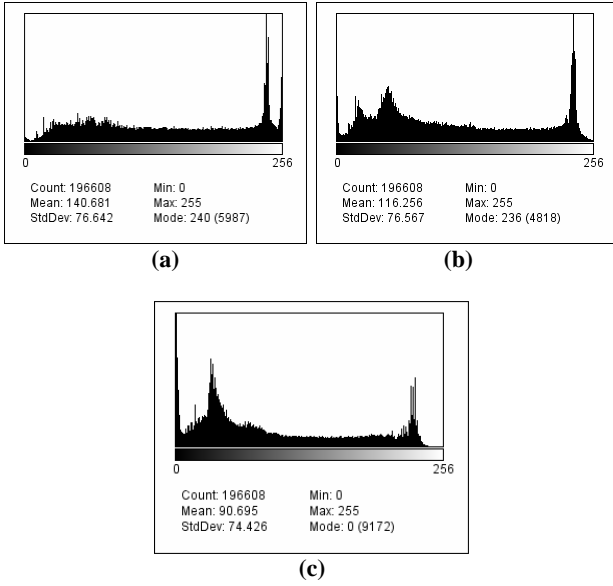 0 256
Count: 196608 Min: 0
Mean: 140.681 Max: 255
StdDev: 76.642 Mode: 240 (5987)
(a)
0 256
Count: 196608 Min: 0
Mean: 116.256 Max: 255
StdDev: 76.567 Mode: 236 (4818)
(b)
0 256
Count: 196608 Min: 0
Mean: 90.695 Max: 255
StdDev: 74.426 Mode: 0 (9172)
(c)